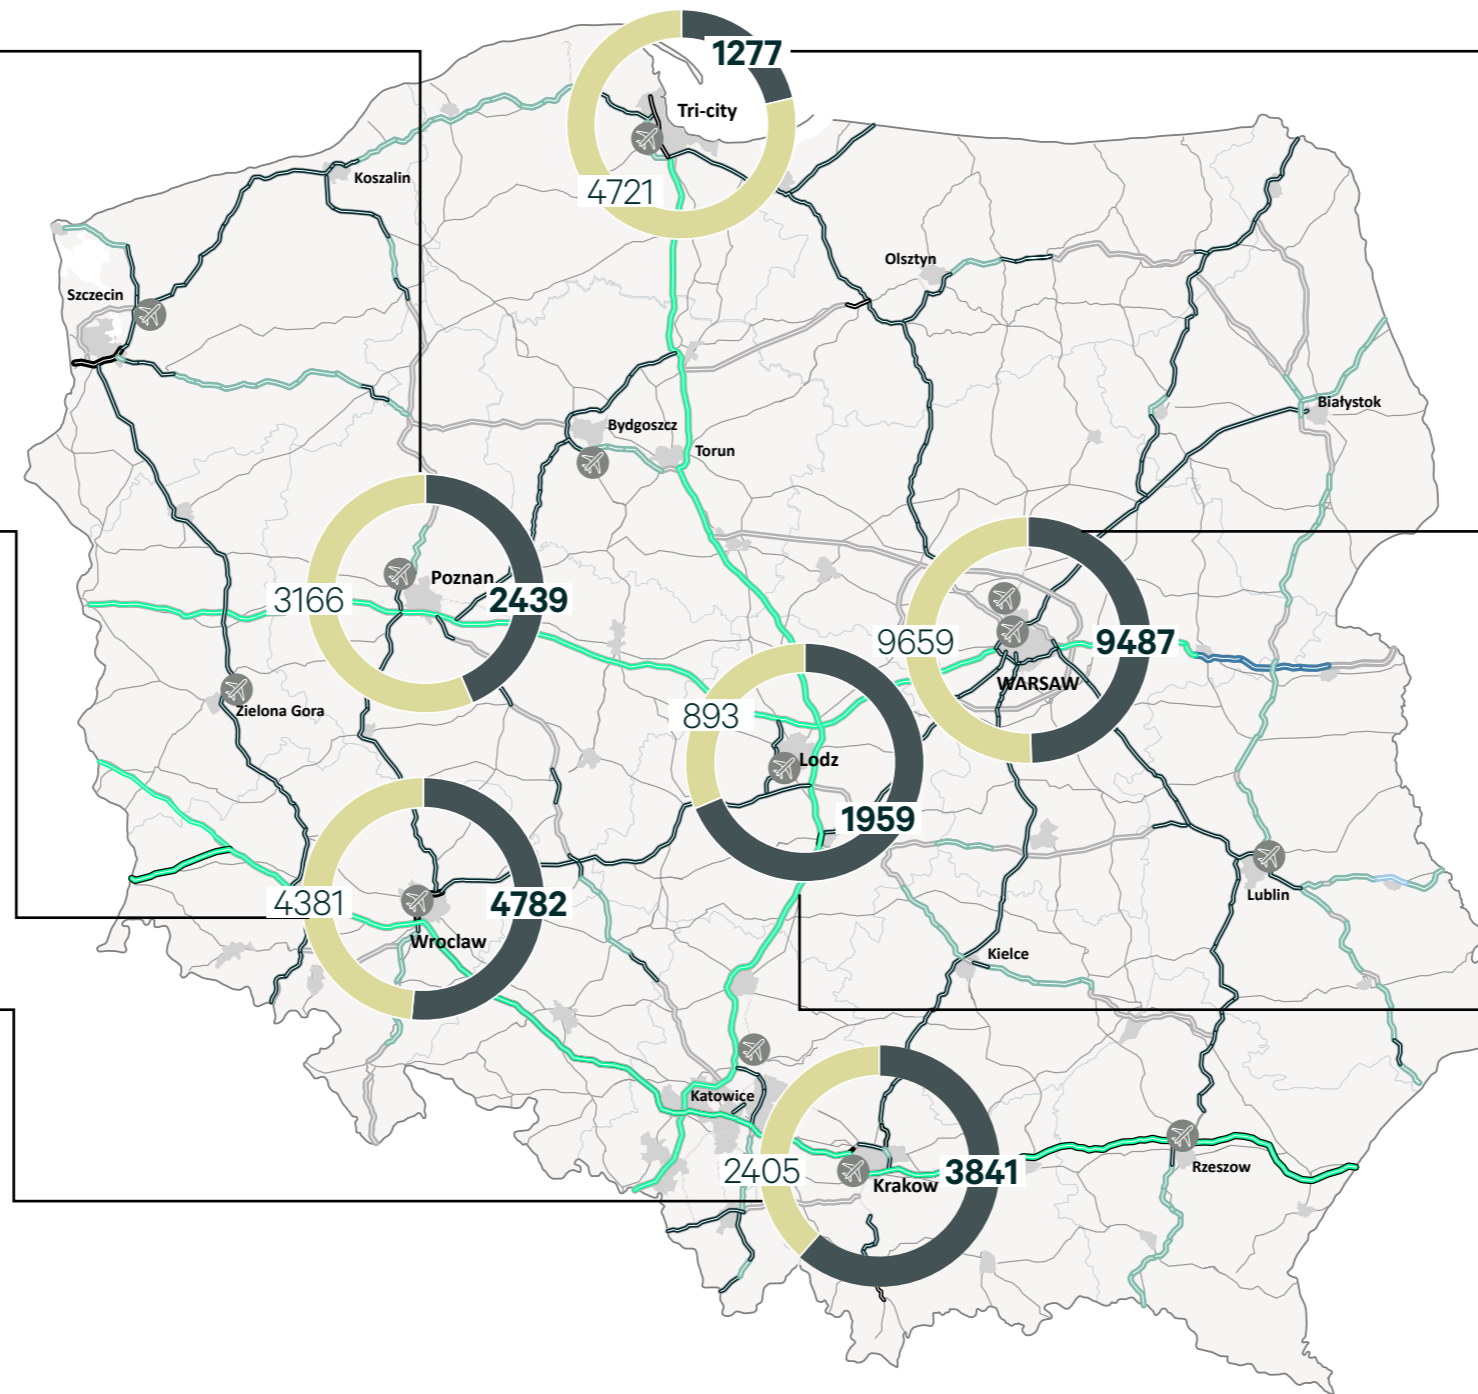 1277
Tri-city
Koszalin
4721
Olsztyn
Szczecin
Białystok
Bydgoszcz
Torun
Poznan
3166
2439
9659
9487
WARSAW
Zielona Gora
893
Lodz
1959
4381
4782
Wroclaw
Lublin
Kielce
Katowice
2405
Krakow
3841
Rzeszow